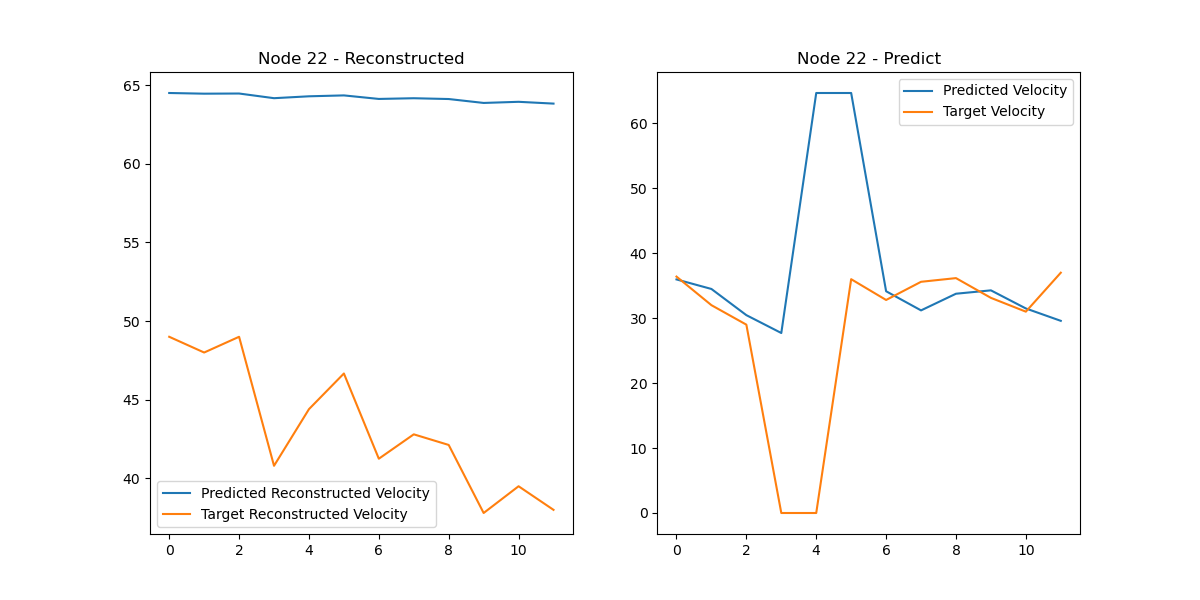 Node 22 - Reconstructed
65
60
55
50
45
40
Predicted Reconstructed Velocity
Target Reconstructed Velocity
0 2 4 6 8 10
Node 22 - Predict
Predicted Velocity
Target Velocity
60
50
40
30
20
10
0
0 2 4 6 8 10